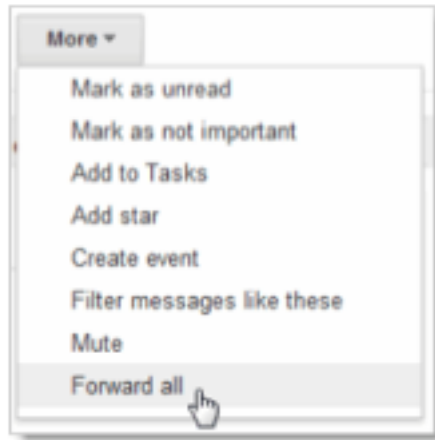 More
Mark as unread
Mark as not important
Add to Tasks
Add star
Create event
Filter messages like these
Mute
Forward all